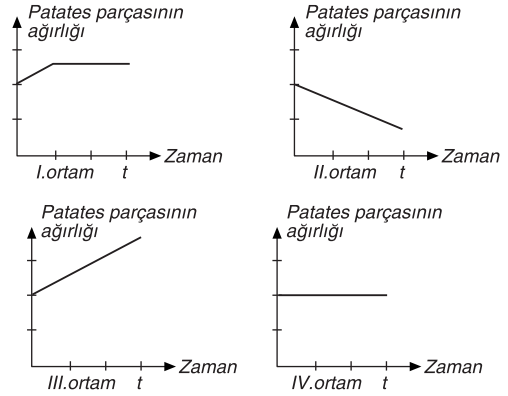 Patates parçasının
ağırlığı
Zaman
I.ortam t
Patates parçasının
ağırlığı
Zaman
II.ortam t
Patates parçasının
ağırlığı
Zaman
III.ortam t
Patates parçasının
ağırlığı
Zaman
IV.ortam t